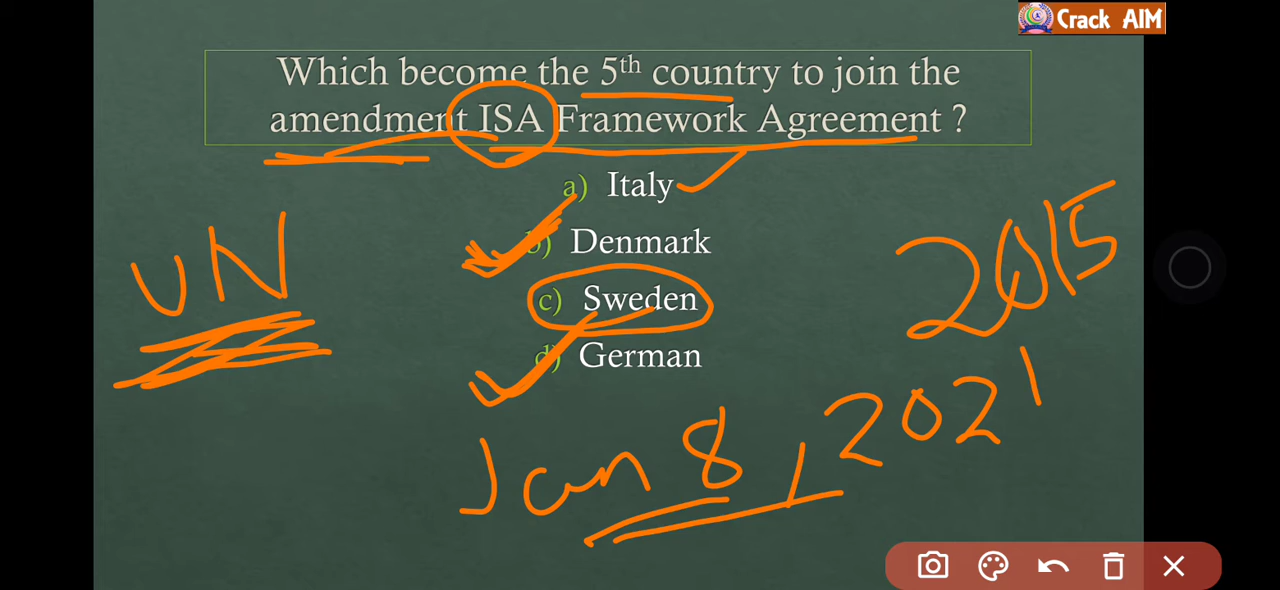 Crack AIM
Which become the 5th country to join the
amendment ISA Framework Agreement ?
a) Italy
b) Denmark
c) Sweden
d) German
UN
2015
Jan 8, 2021